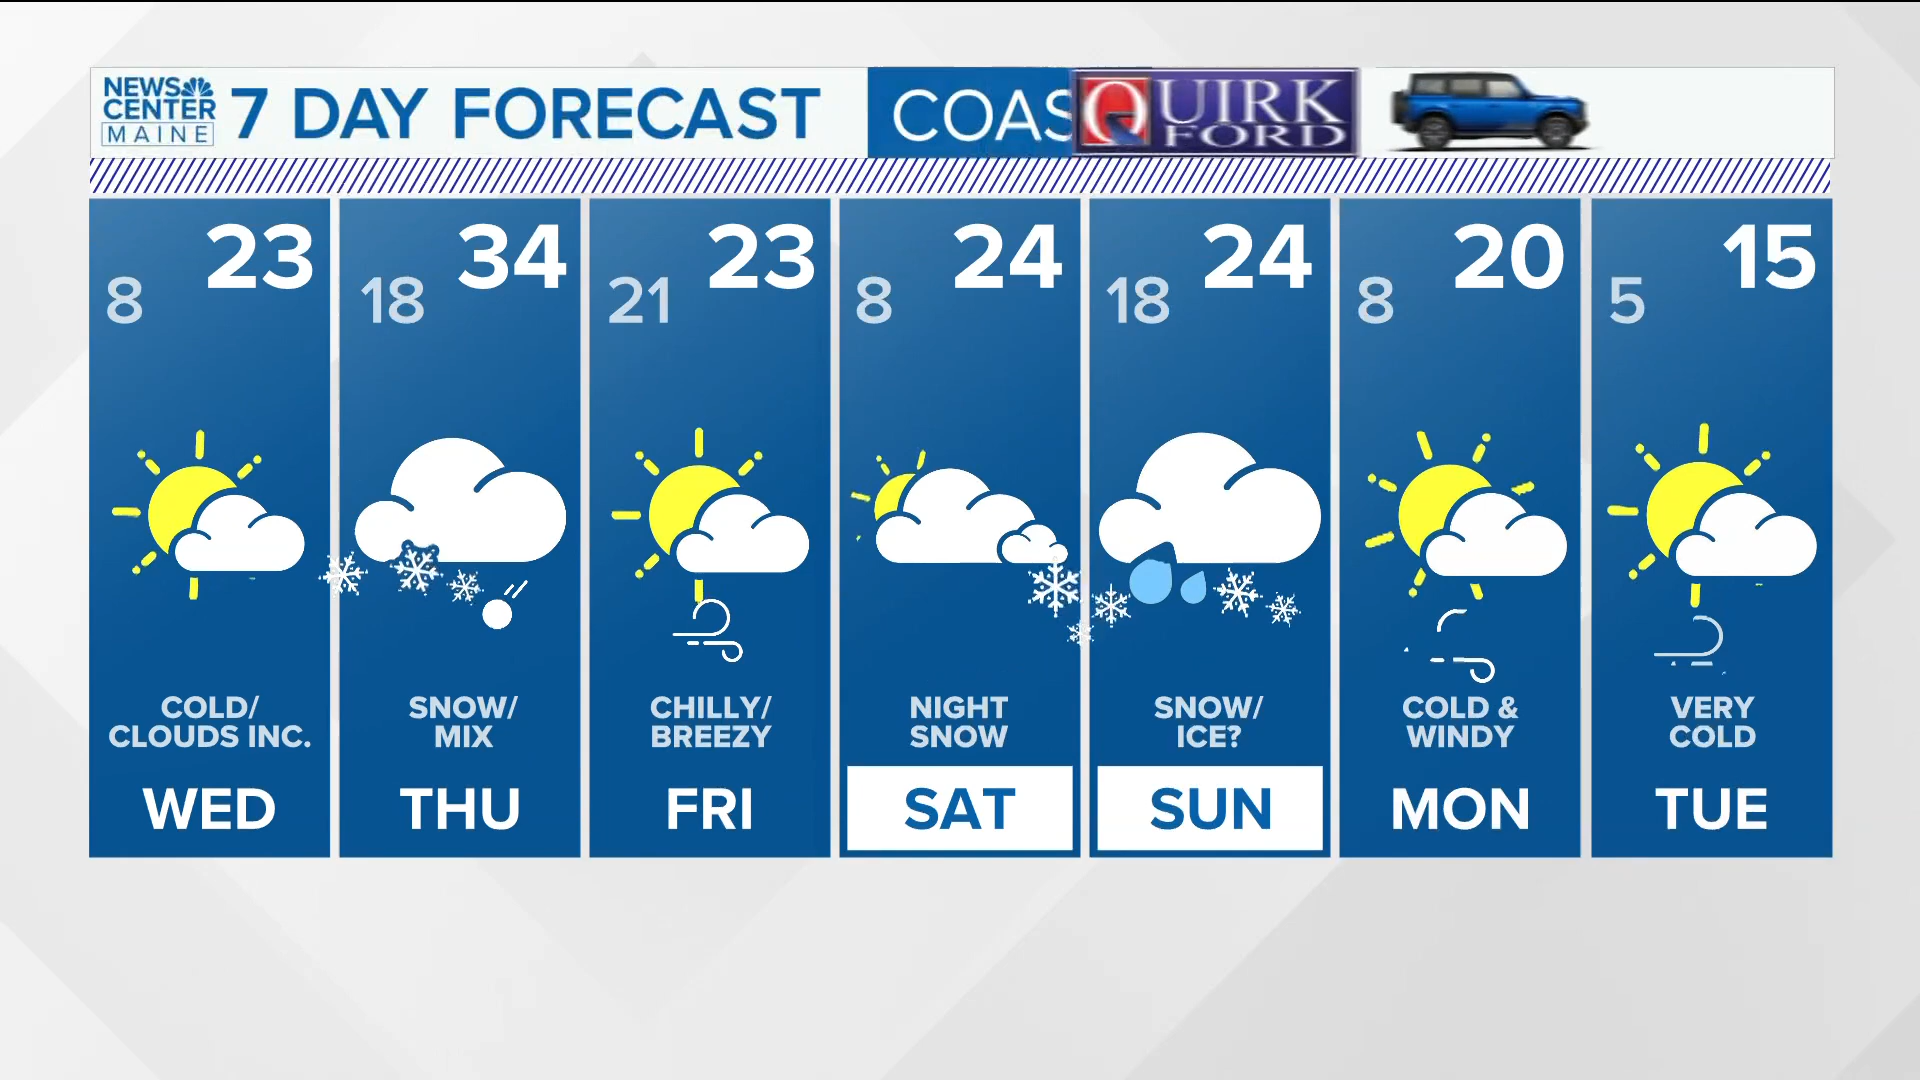 NEWS
CENTER
MAINE
7 DAY FORECAST
COAS
QUIRK
FORD
8 23
18 34
21 23
8 24
18 24
8 20
5 15
COLD/
CLOUDS INC.
SNOW/
MIX
CHILLY/
BREEZY
NIGHT
SNOW
SNOW/
ICE?
COLD &
WINDY
VERY
COLD
WED
THU
FRI
SAT
SUN
MON
TUE